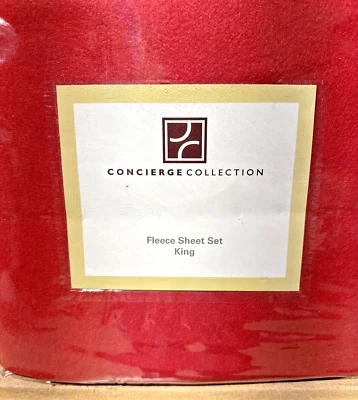 CONCIERGE COLLECTION
Fleece Sheet Set
King